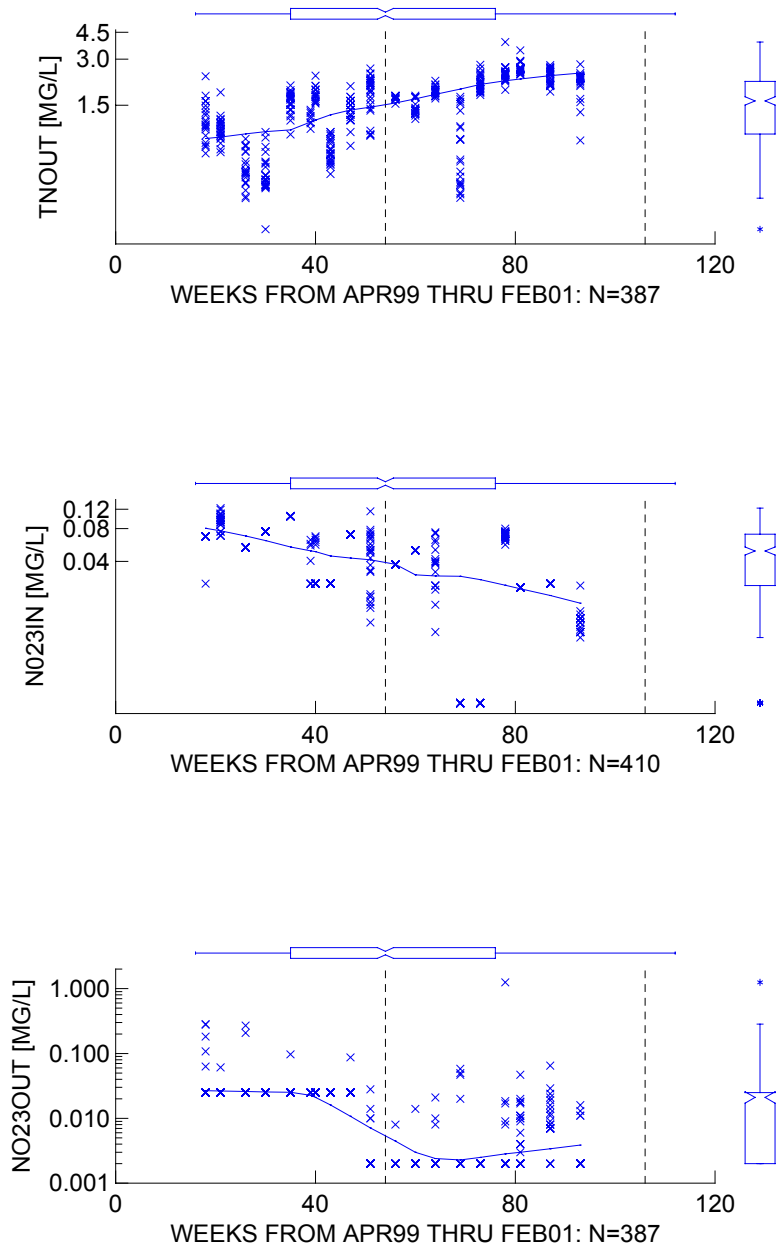 TNOUT [MG/L]
4.5
3.0
1.5
0 40 80 120
WEEKS FROM APR99 THRU FEB01: N=387
N023IN [MG/L]
0.12
0.08
0.04
0 40 80 120
WEEKS FROM APR99 THRU FEB01: N=410
NO23OUT [MG/L]
1.000
0.100
0.010
0.001
0 40 80 120
WEEKS FROM APR99 THRU FEB01: N=387